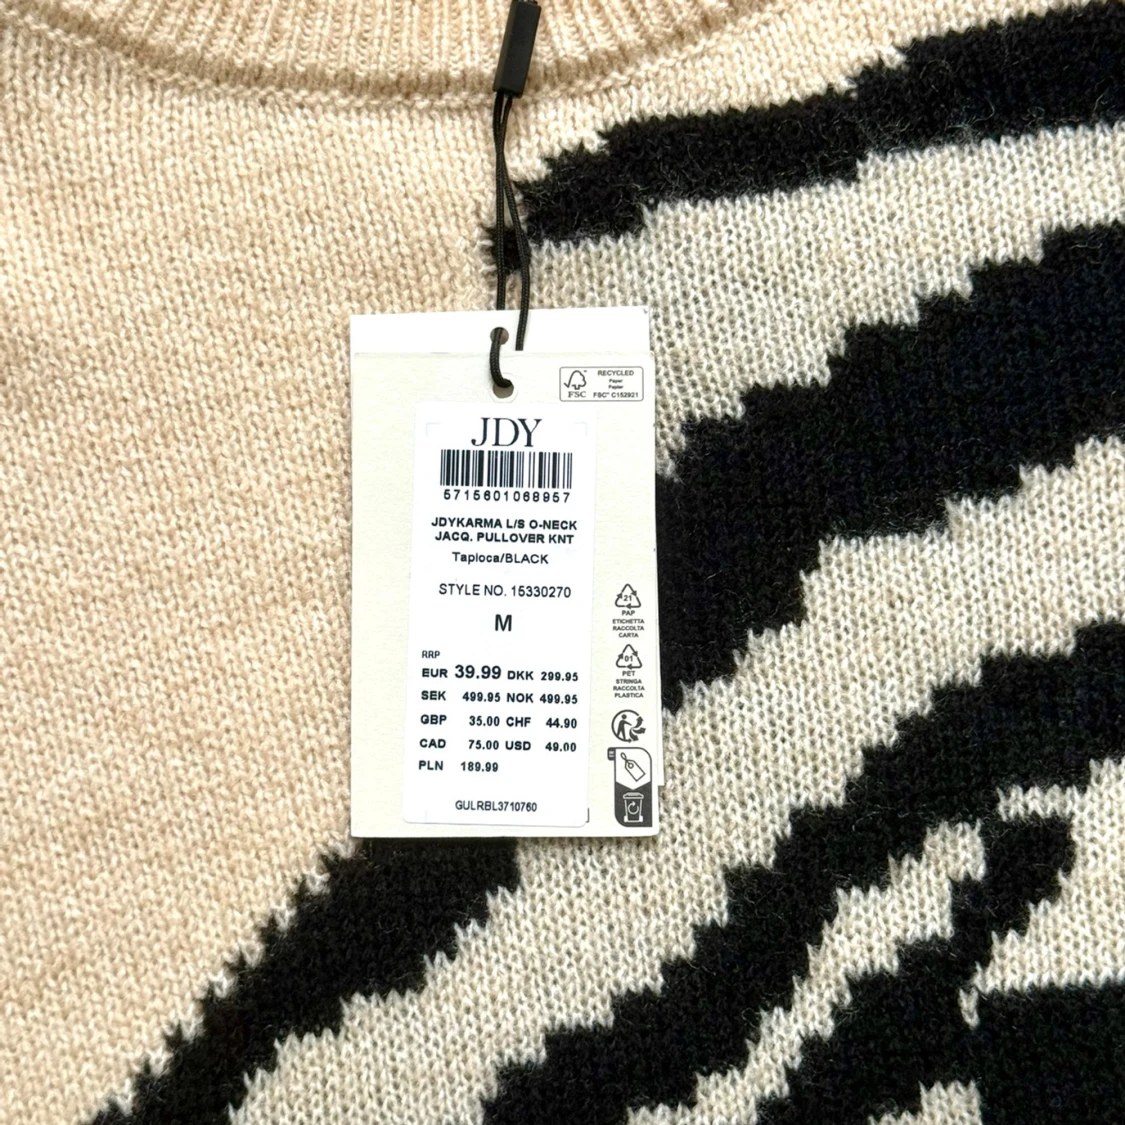 RECYCLED
Paper
Papier
FSC
FSC® C152921
JDY
5715601068957
JDYKARMA L/S O-NECK
JACQ. PULLOVER KNT
Tapioca/BLACK
STYLE NO. 15330270
M
RRP
EUR 39.99 DKK 299.95
SEK 499.95 NOK 499.95
GBP 35.00 CHF 44.90
CAD 75.00 USD 49.00
PLN 189.99
GULRBL3710760
21
PAP
ETICHETTA
RACCOLTA
CARTA
01
PET
STRINGA
RACCOLTA
PLASTICA